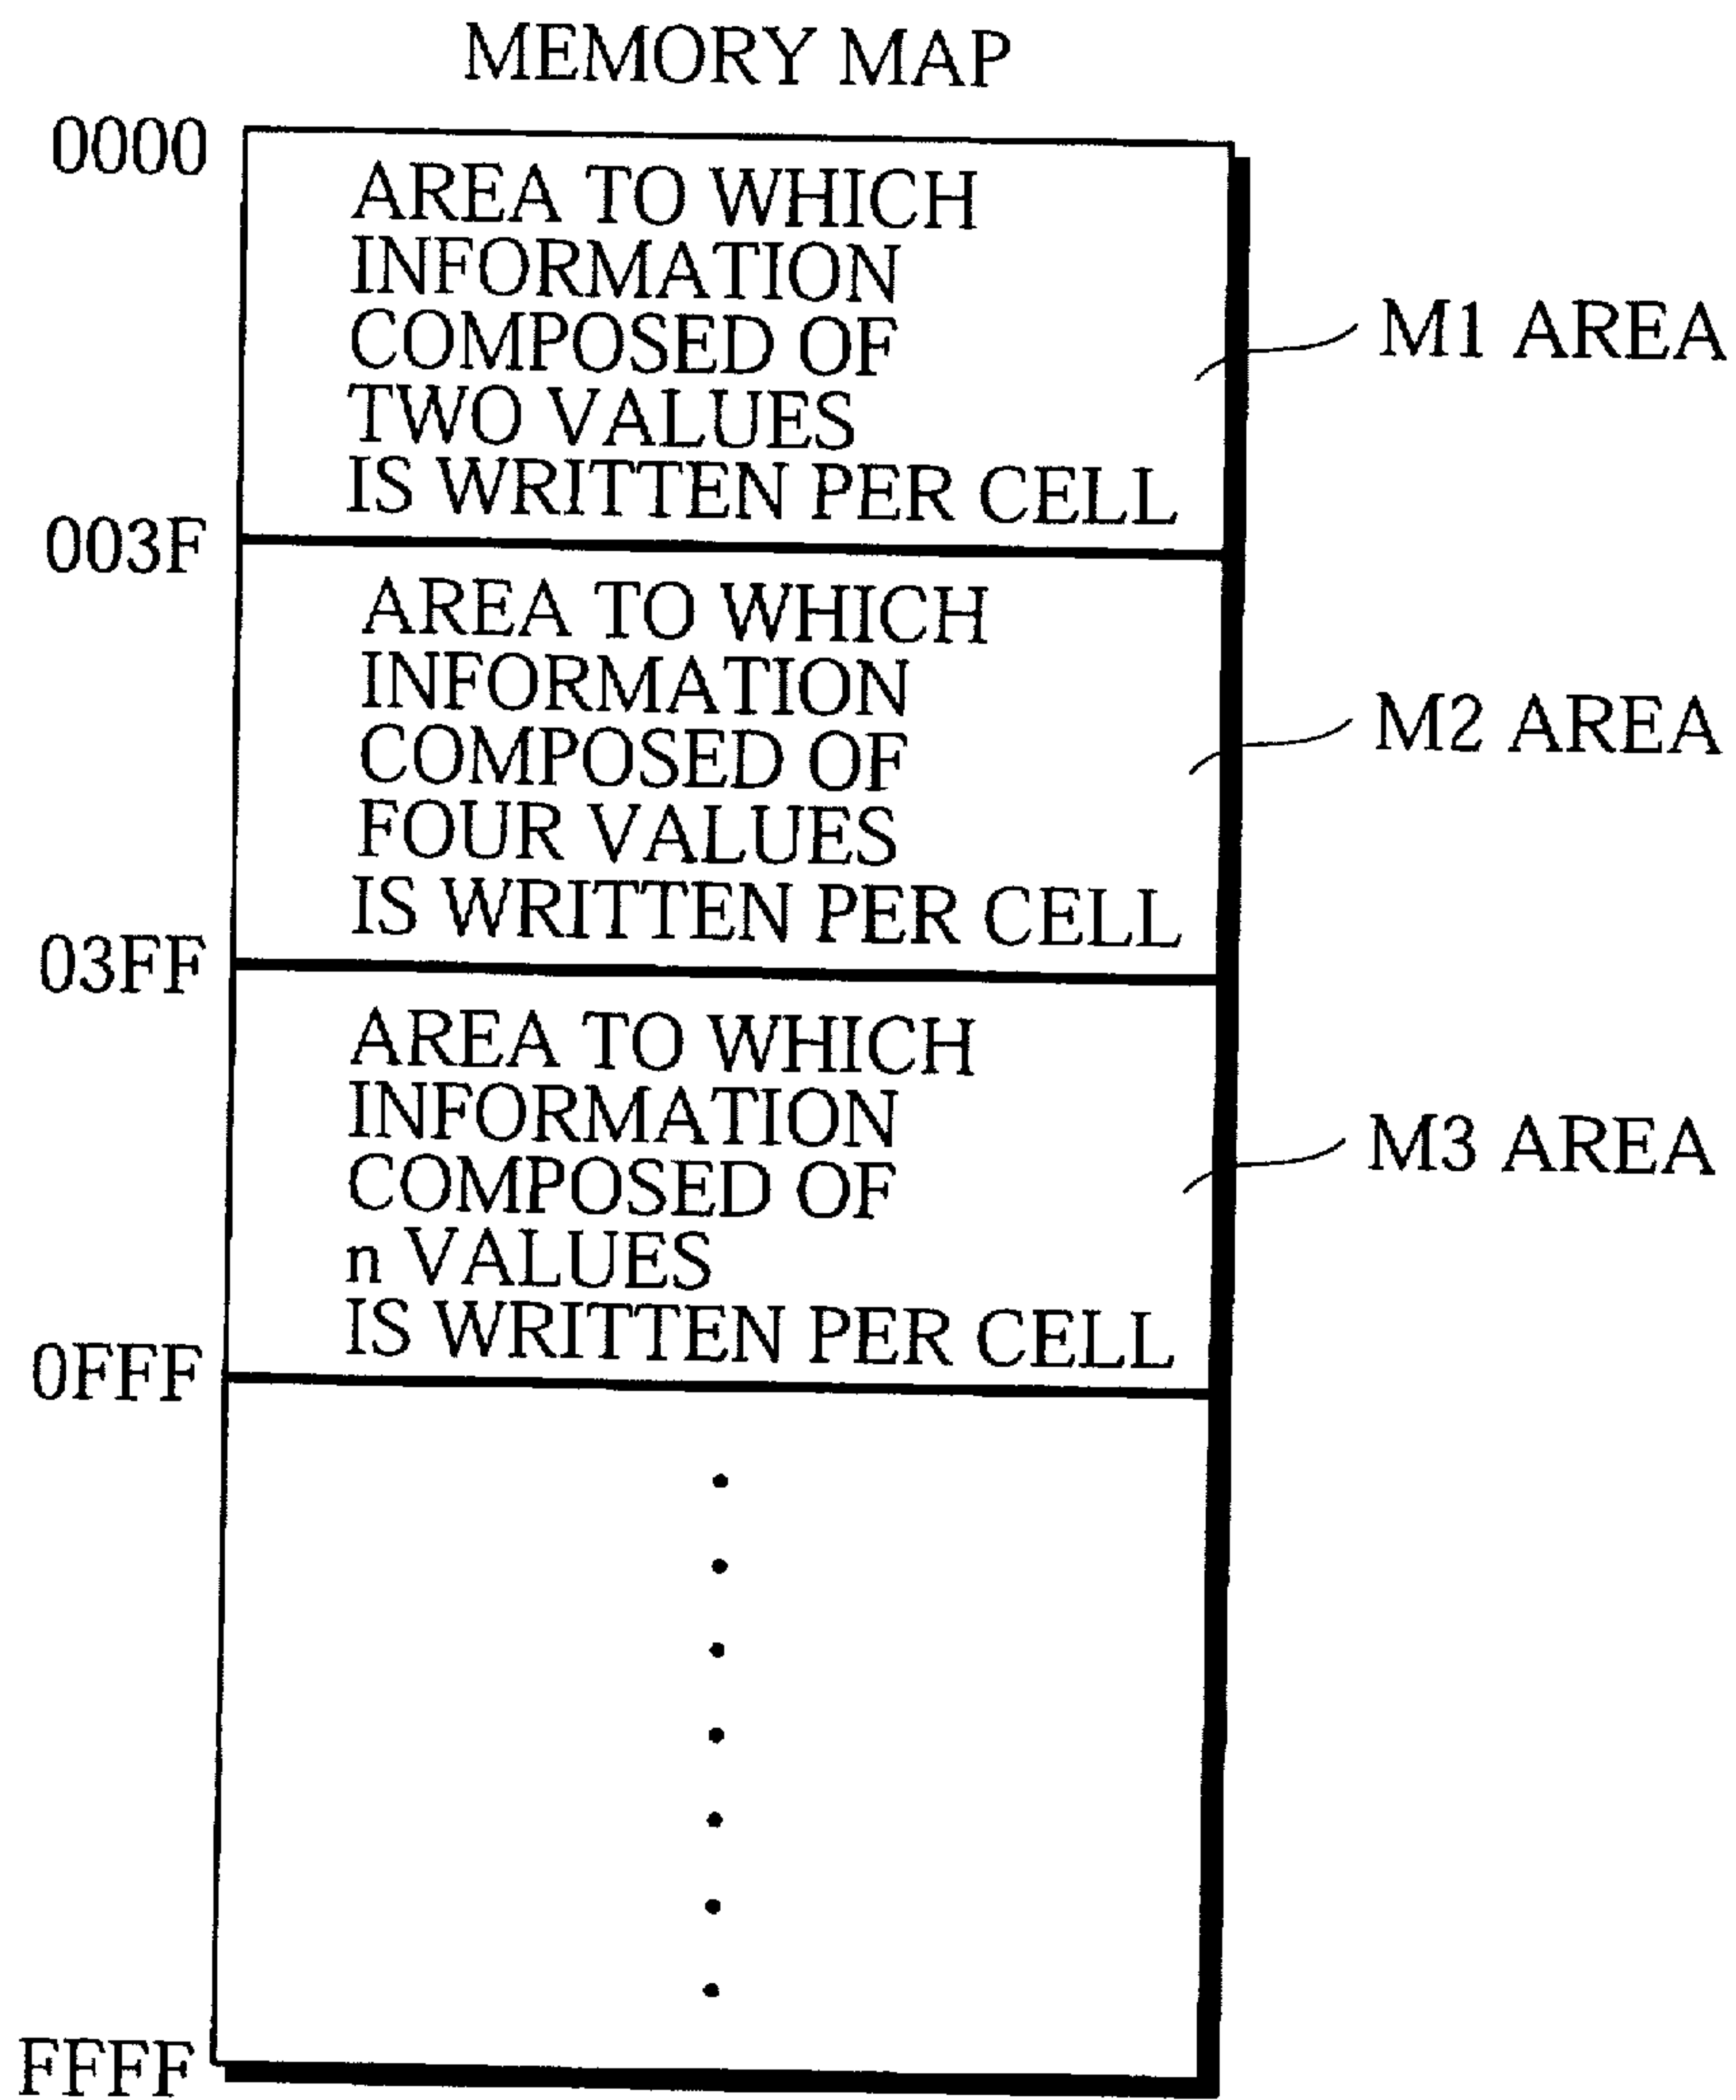 MEMORY MAP
0000
AREA TO WHICH
INFORMATION
COMPOSED OF
TWO VALUES
IS WRITTEN PER CELL
M1 AREA
003F
AREA TO WHICH
INFORMATION
COMPOSED OF
FOUR VALUES
IS WRITTEN PER CELL
M2 AREA
03FF
AREA TO WHICH
INFORMATION
COMPOSED OF
n VALUES
IS WRITTEN PER CELL
M3 AREA
0FFF
FFFF